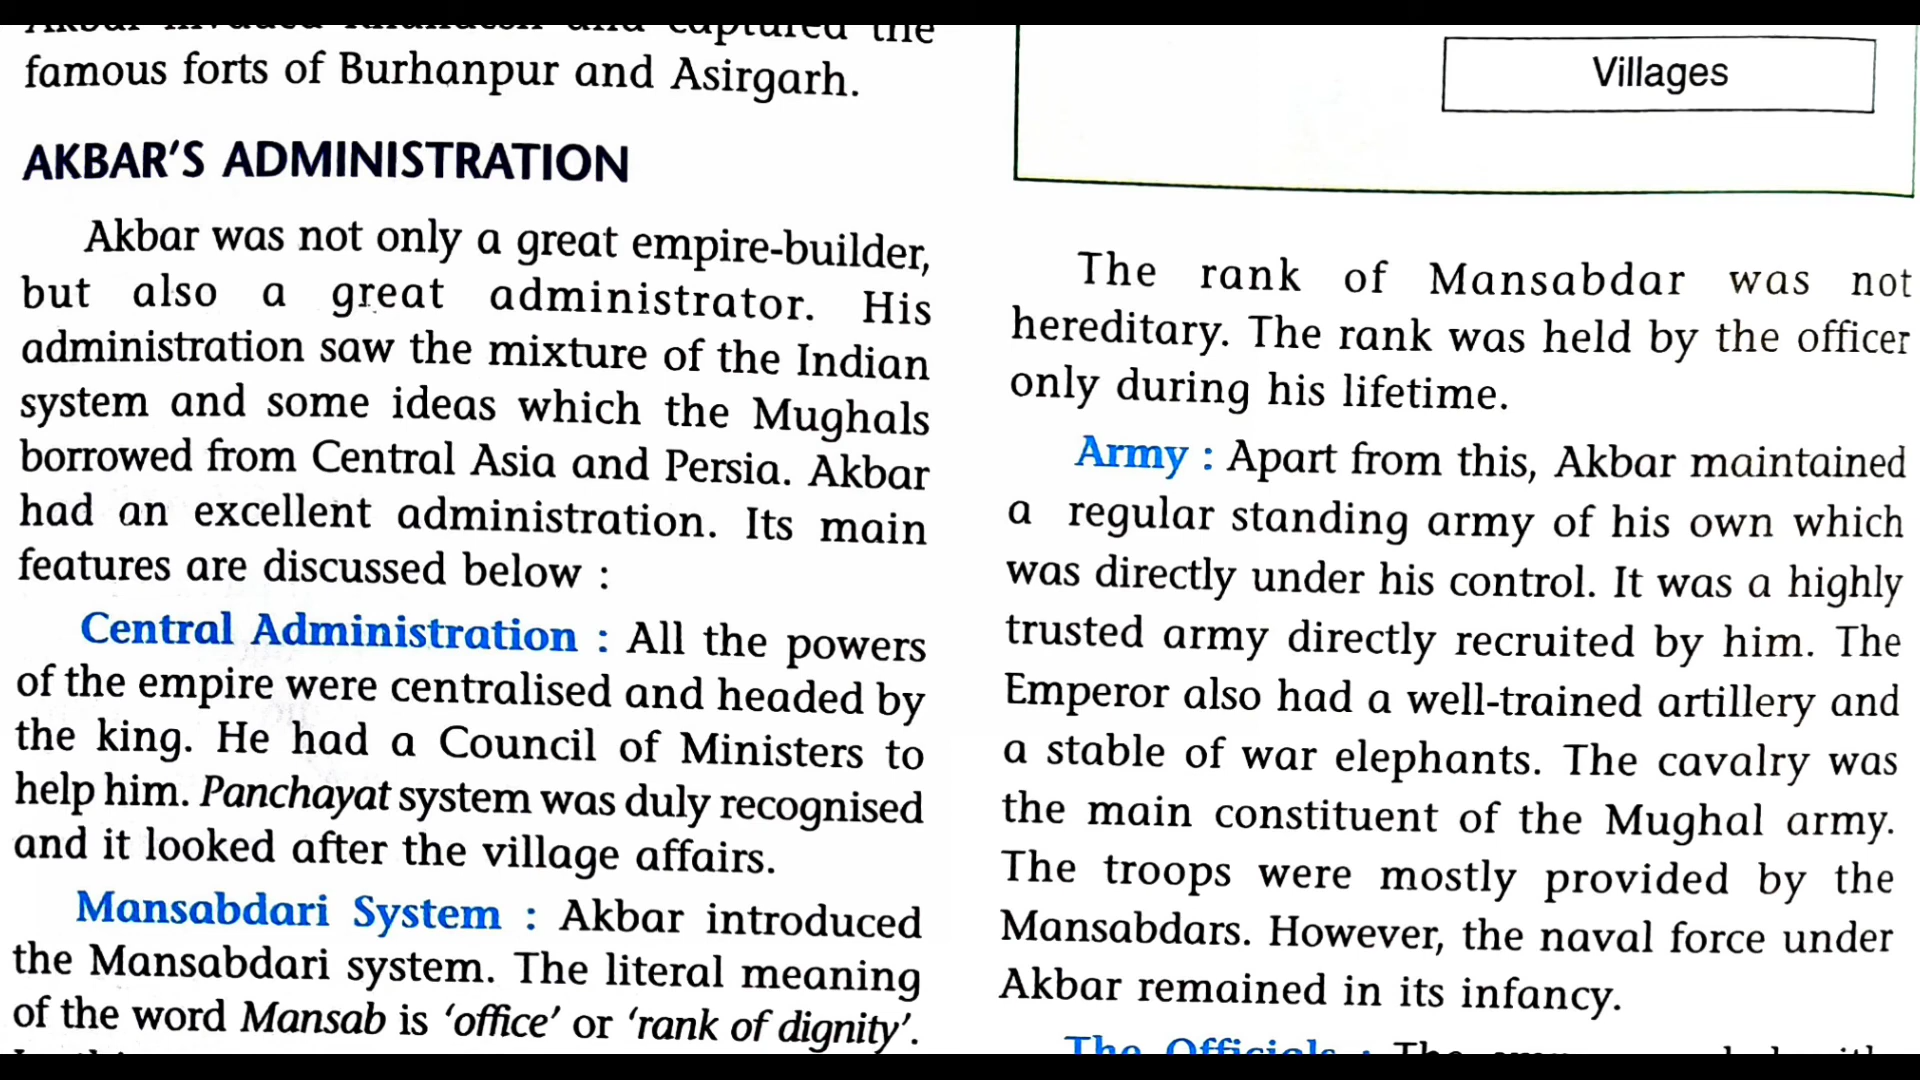 Akbar invaded Khandesh and captured the
famous forts of Burhanpur and Asirgarh.
AKBAR'S ADMINISTRATION
Akbar was not only a great empire-builder,
but also a great administrator. His
administration saw the mixture of the Indian
system and some ideas which the Mughals
borrowed from Central Asia and Persia. Akbar
had an excellent administration. Its main
features are discussed below :
Central Administration : All the powers
of the empire were centralised and headed by
the king. He had a Council of Ministers to
help him. Panchayat system was duly recognised
and it looked after the village affairs.
Mansabdari System : Akbar introduced
the Mansabdari system. The literal meaning
of the word Mansab is 'office' or 'rank of dignity'.
Villages
The rank of Mansabdar was not
hereditary. The rank was held by the officer
only during his lifetime.
Army : Apart from this, Akbar maintained
a regular standing army of his own which
was directly under his control. It was a highly
trusted army directly recruited by him. The
Emperor also had a well-trained artillery and
a stable of war elephants. The cavalry was
the main constituent of the Mughal army.
The troops were mostly provided by the
Mansabdars. However, the naval force under
Akbar remained in its infancy.
The Officials : The